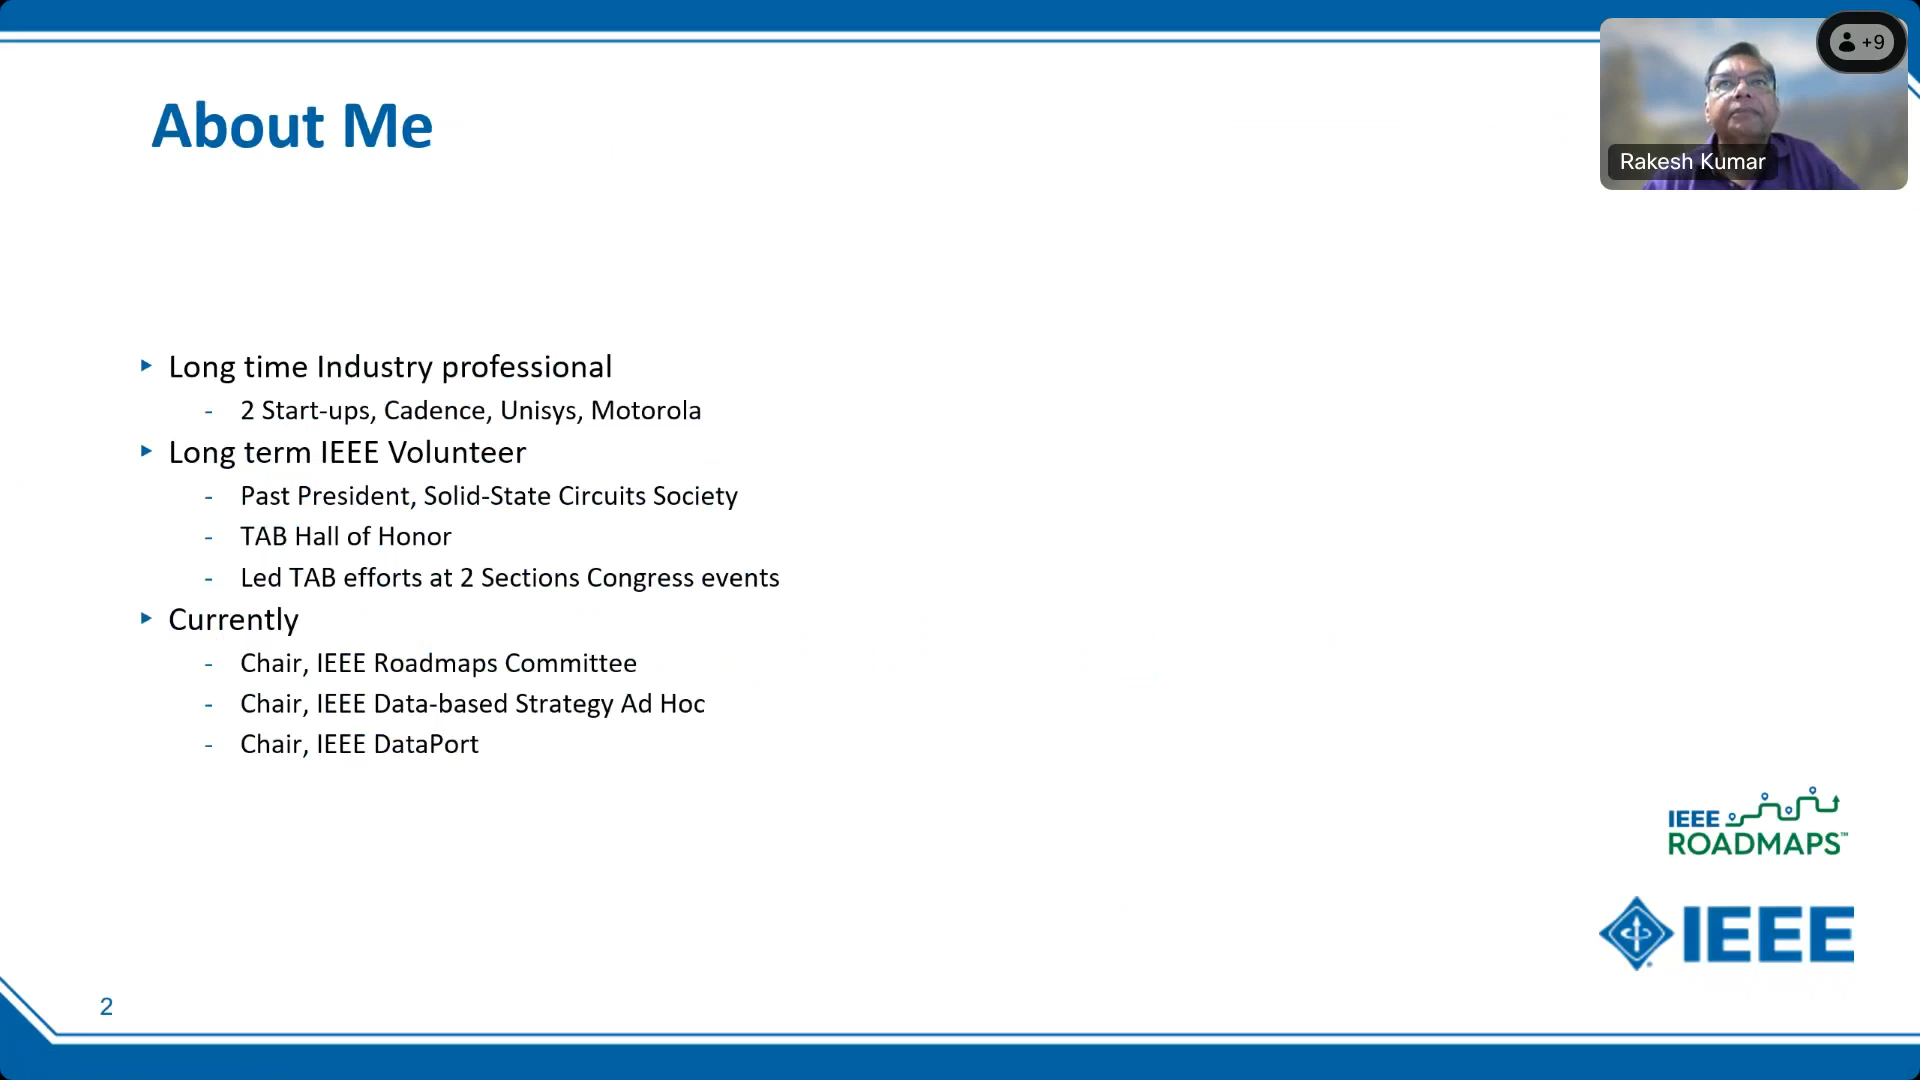 +9
Rakesh Kumar
About Me
Long time Industry professional
- 2 Start-ups, Cadence, Unisys, Motorola
Long term IEEE Volunteer
- Past President, Solid-State Circuits Society
- TAB Hall of Honor
- Led TAB efforts at 2 Sections Congress events
Currently
- Chair, IEEE Roadmaps Committee
- Chair, IEEE Data-based Strategy Ad Hoc
- Chair, IEEE DataPort
IEEE
ROADMAPS™
IEEE
2